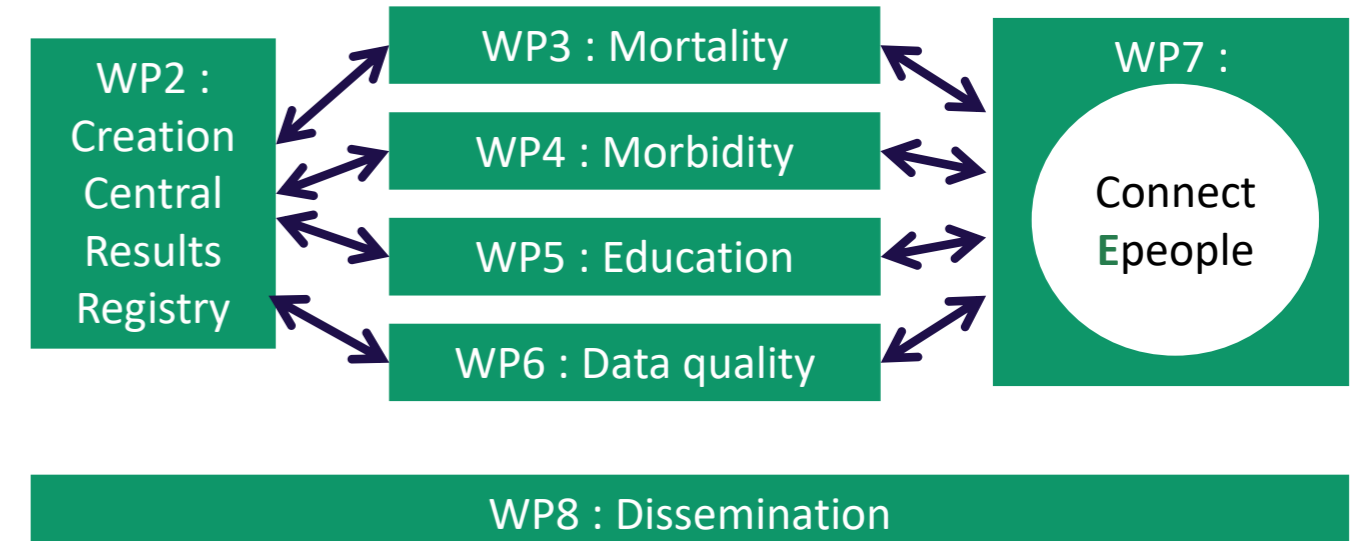 WP2 :
Creation
Central
Results
Registry
WP3 : Mortality
WP4 : Morbidity
WP5 : Education
WP6 : Data quality
WP7 :
Connect
Epeople
WP8 : Dissemination